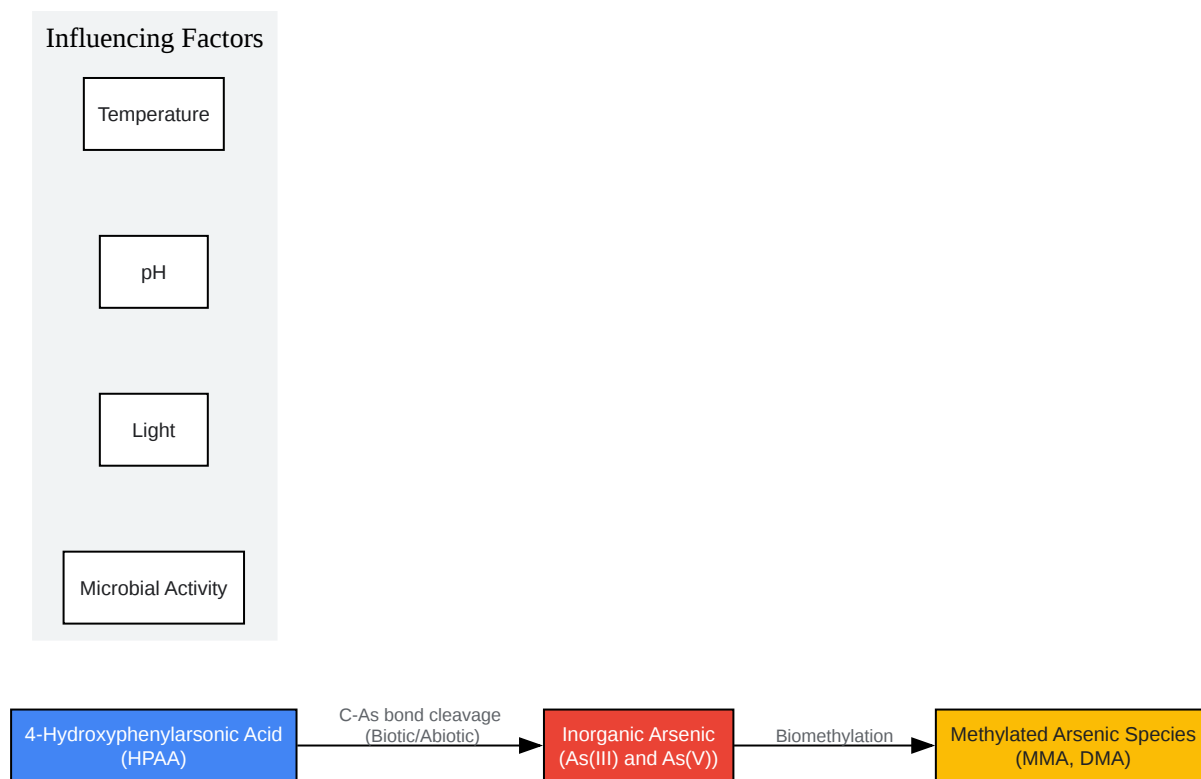 Influencing Factors
Temperature
pH
Light
Microbial Activity
4-Hydroxyphenylarsonic Acid
(HPAA)
C-As bond cleavage
(Biotic/Abiotic)
Inorganic Arsenic
(As(III) and As(V))
Biomethylation
Methylated Arsenic Species
(MMA, DMA)